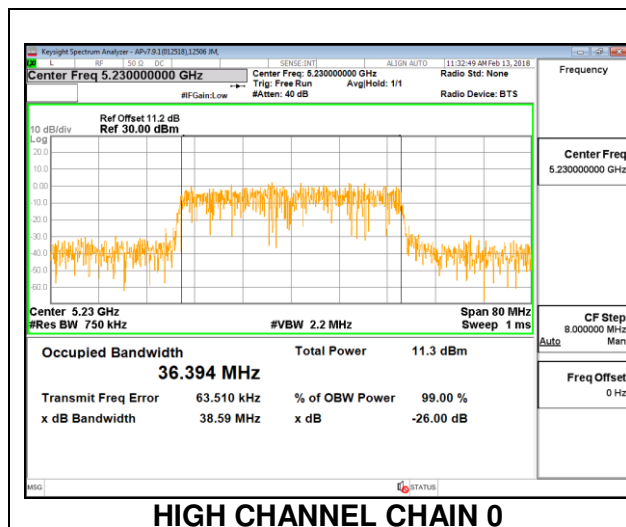 Keysight Spectrum Analyzer - APv7.9.1(012518),12506 JM,
L RF 50 Ω DC SENSE:INT ALIGN AUTO 11:32:49 AM Feb 13, 2018
Center Freq 5.230000000 GHz Center Freq: 5.230000000 GHz Radio Std: None Frequency
Trig: Free Run Avg|Hold: 1/1
#IFGain:Low #Atten: 40 dB Radio Device: BTS
Ref Offset 11.2 dB
10 dB/div Ref 30.00 dBm
Log
20.0
10.0
0.00
-10.0
-20.0
-30.0
-40.0
-50.0
-60.0
Center Freq
5.230000000 GHz
Center 5.23 GHz Span 80 MHz
#Res BW 750 kHz #VBW 2.2 MHz Sweep 1 ms
CF Step
8.000000 MHz
Auto Man
Occupied Bandwidth Total Power 11.3 dBm
36.394 MHz
Transmit Freq Error 63.510 kHz % of OBW Power 99.00 %
x dB Bandwidth 38.59 MHz x dB -26.00 dB
Freq Offset
0 Hz
MSG STATUS
HIGH CHANNEL CHAIN 0